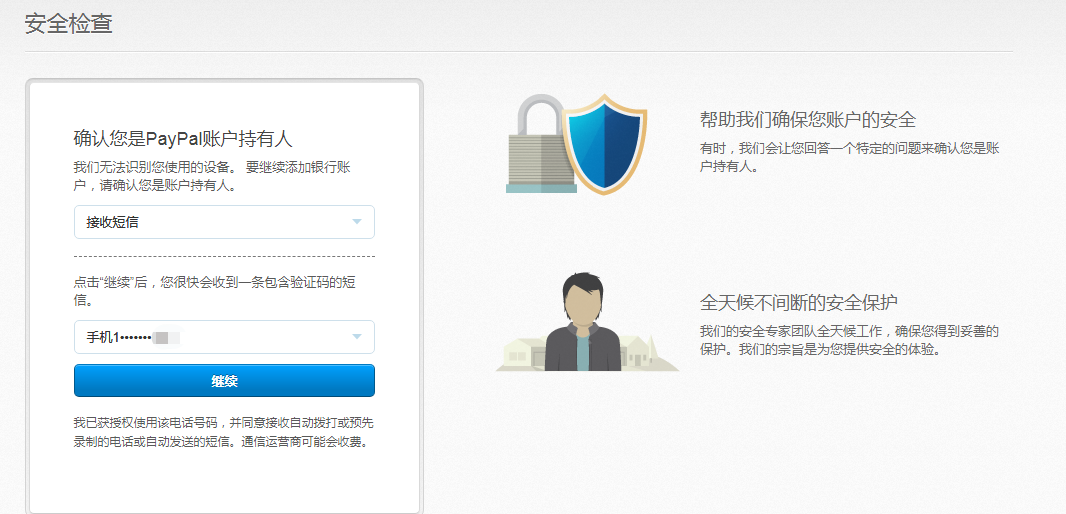 安全检查
确认您是PayPal账户持有人
我们无法识别您使用的设备。 要继续添加银行账
户，请确认您是账户持有人。
接收短信
点击“继续”后，您很快会收到一条包含验证码的短
信。
手机1•••••••
继续
我已获授权使用该电话号码，并同意接收自动拨打或预先
录制的电话或自动发送的短信。通信运营商可能会收费。
帮助我们确保您账户的安全
有时，我们会让您回答一个特定的问题来确认您是账
户持有人。
全天候不间断的安全保护
我们的安全专家团队全天候工作，确保您得到妥善的
保护。我们的宗旨是为您提供安全的体验。